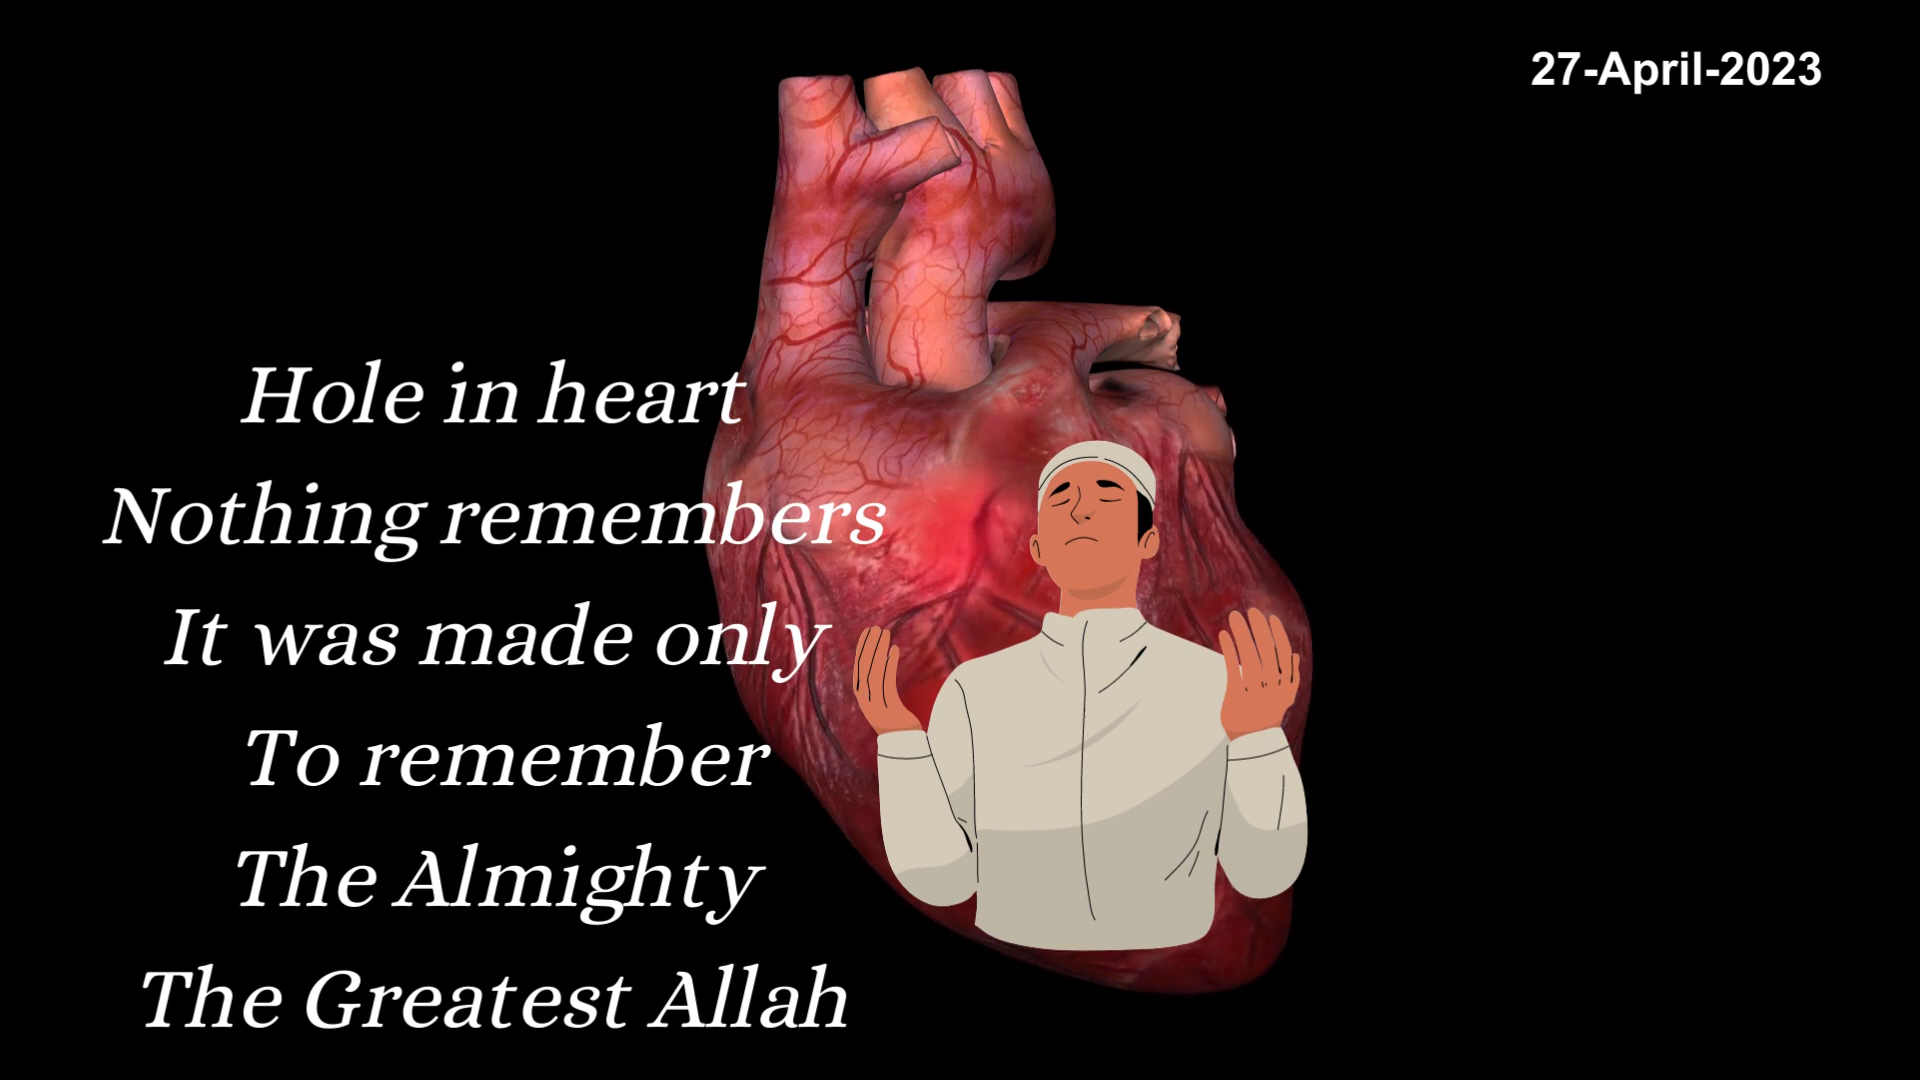 27-April-2023
Hole in heart
Nothing remembers
It was made only
To remember
The Almighty
The Greatest Allah